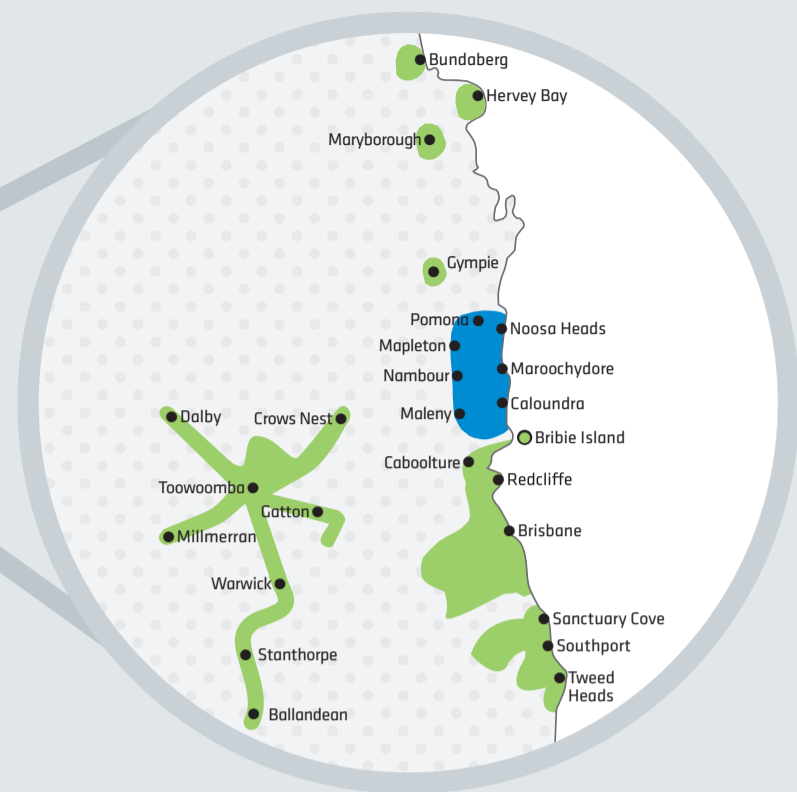 Bundaberg
Hervey Bay
Maryborough
Gympie
Pomona
Noosa Heads
Mapleton
Maroochydore
Nambour
Caloundra
Maleny
Bribie Island
Dalby
Crows Nest
Caboolture
Redcliffe
Toowoomba
Gatton
Brisbane
Millmerran
Warwick
Sanctuary Cove
Southport
Stanthorpe
Tweed
Heads
Ballandean